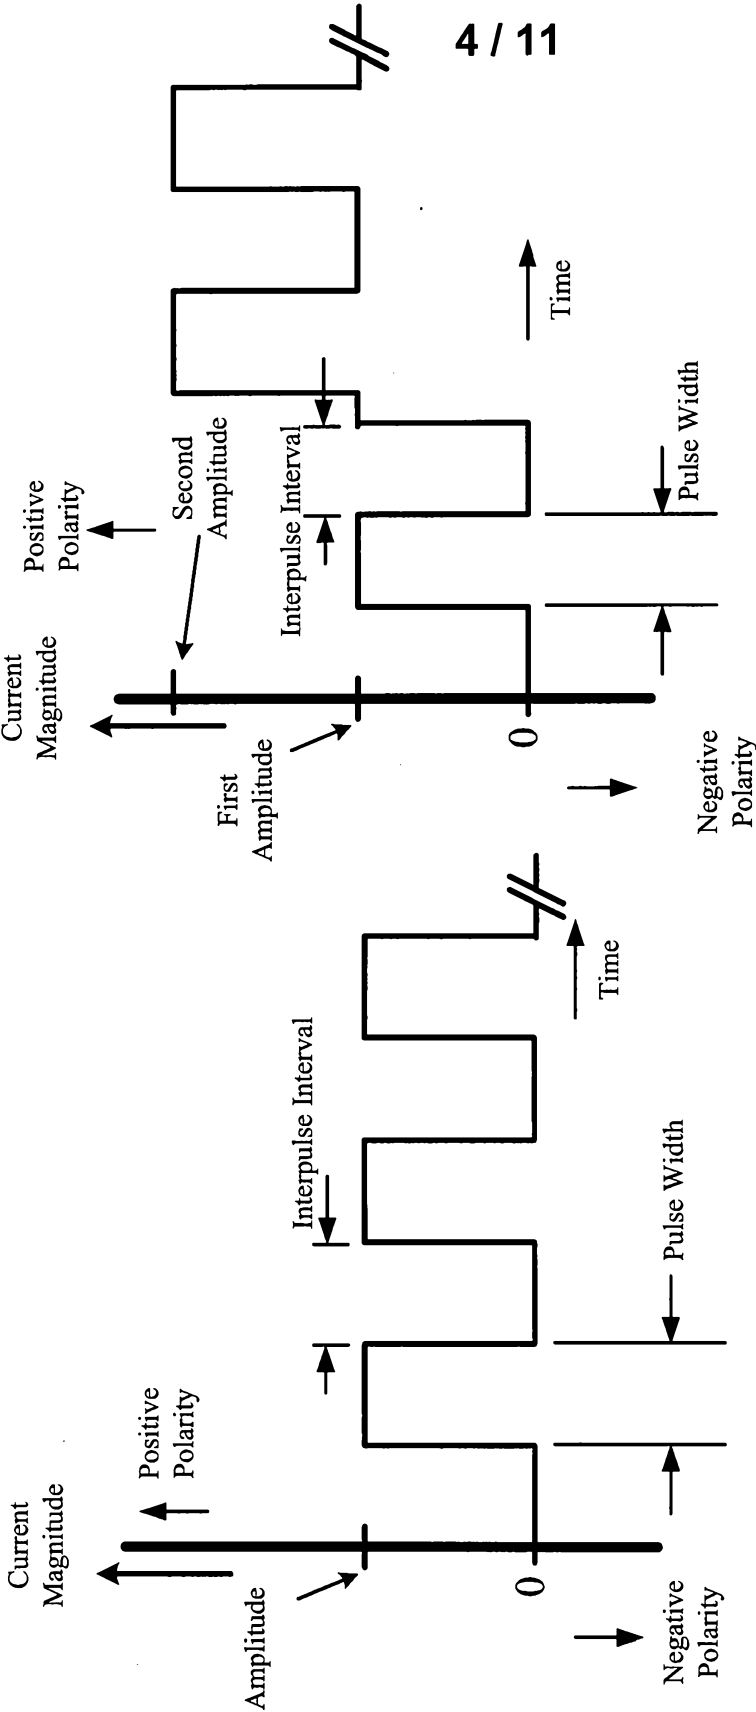 4 / 11
Current
Magnitude
Positive
Polarity
Amplitude
Interpulse Interval
0
Time
Negative
Polarity
Pulse Width
Current
Magnitude
Positive
Polarity
Second
Amplitude
First
Amplitude
Interpulse Interval
0
Time
Negative
Polarity
Pulse Width